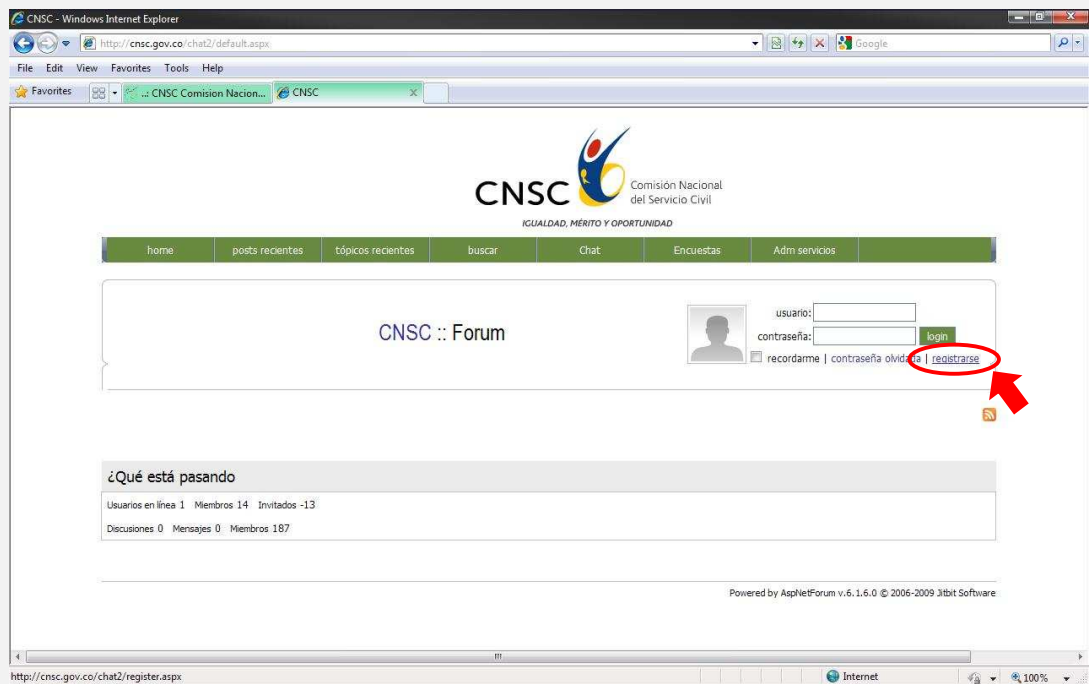 CNSC - Windows Internet Explorer
http://cnsc.gov.co/chat2/default.aspx
Google
File Edit View Favorites Tools Help
Favorites
..: CNSC Comision Nacion...
CNSC
CNSC
Comisión Nacional
del Servicio Civil
IGUALDAD, MÉRITO Y OPORTUNIDAD
home posts recientes tópicos recientes buscar Chat Encuestas Adm servicios
CNSC :: Forum
usuario:
contraseña:
login
recordarme | contraseña olvidada | registrarse
¿Qué está pasando
Usuarios en línea 1 Miembros 14 Invitados -13
Discusiones 0 Mensajes 0 Miembros 187
Powered by AspNetForum v.6.1.6.0 © 2006-2009 Jitbit Software
http://cnsc.gov.co/chat2/register.aspx
Internet
100%